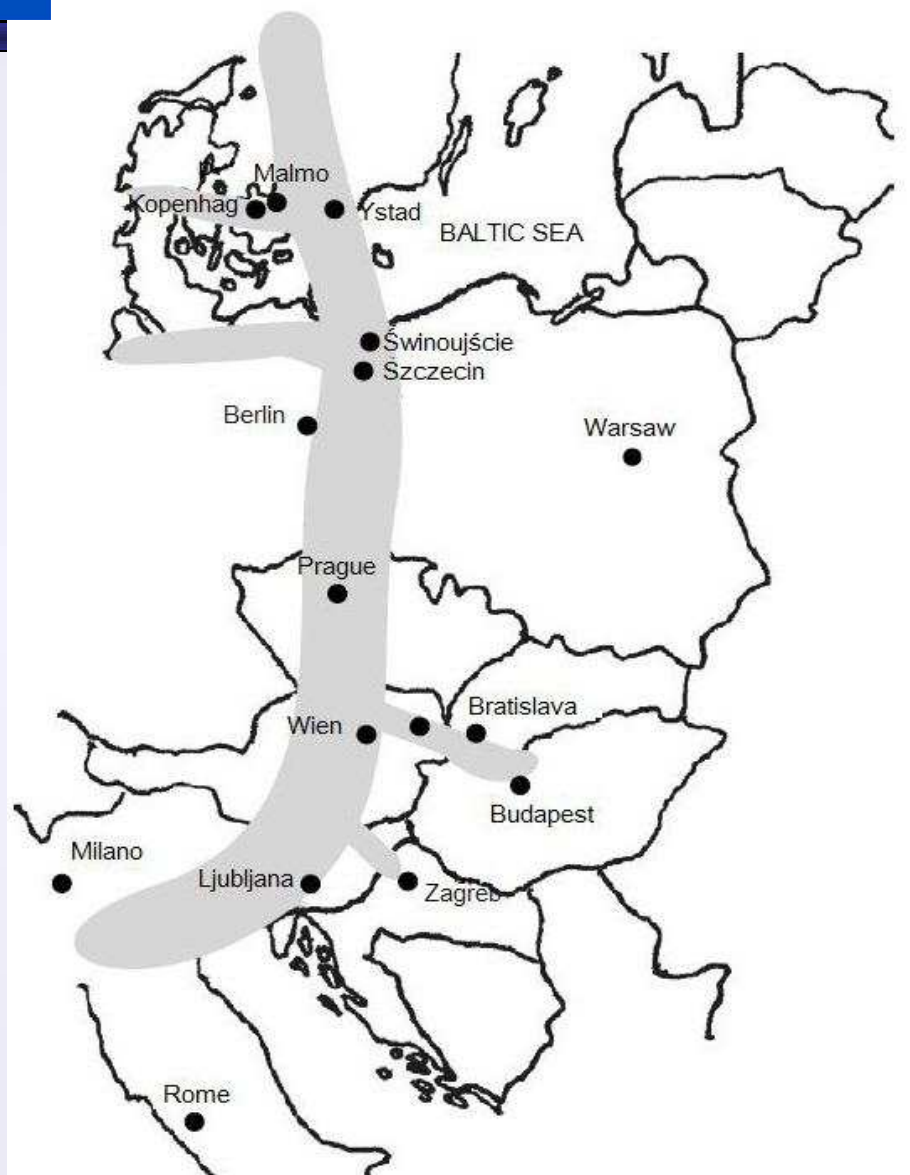 Malmo
Kopenhag
Ystad
BALTIC SEA
Świnoujście
Szczecin
Berlin
Warsaw
Prague
Bratislava
Wien
Budapest
Milano
Ljubljana
Zagreb
Rome